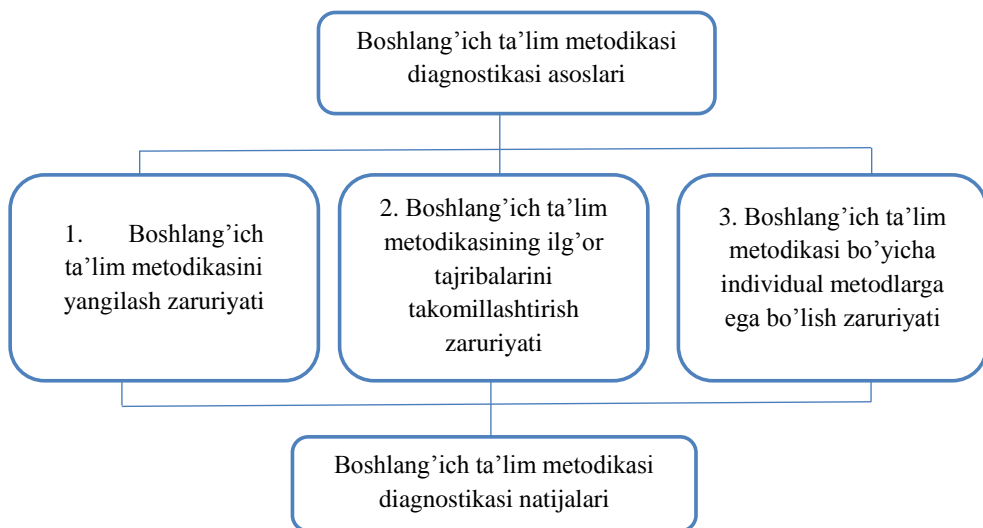 Boshlang’ich ta’lim metodikasi
diagnostikasi asoslari
1. Boshlang’ich
ta’lim metodikasini
yangilash zaruriyati
2. Boshlang’ich ta’lim
metodikasining ilg’or
tajribalarini
takomillashtirish
zaruriyati
3. Boshlang’ich ta’lim
metodikasi bo’yicha
individual metodlarga
ega bo’lish zaruriyati
Boshlang’ich ta’lim metodikasi
diagnostikasi natijalari